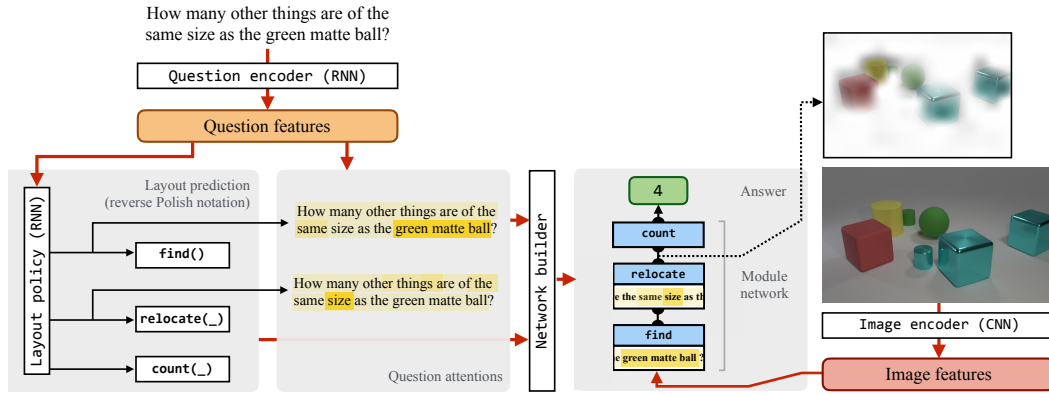 How many other things are of the
same size as the green matte ball?
Question encoder (RNN)
Question features
Layout policy (RNN)
Layout prediction
(reverse Polish notation)
find()
relocate(_)
count(_)
How many other things are of the
same size as the green matte ball?
How many other things are of the
same size as the green matte ball?
Question attentions
Network builder
4
Answer
count
relocate
e the same size as th
find
e green matte ball ?
Module
network
Image encoder (CNN)
Image features